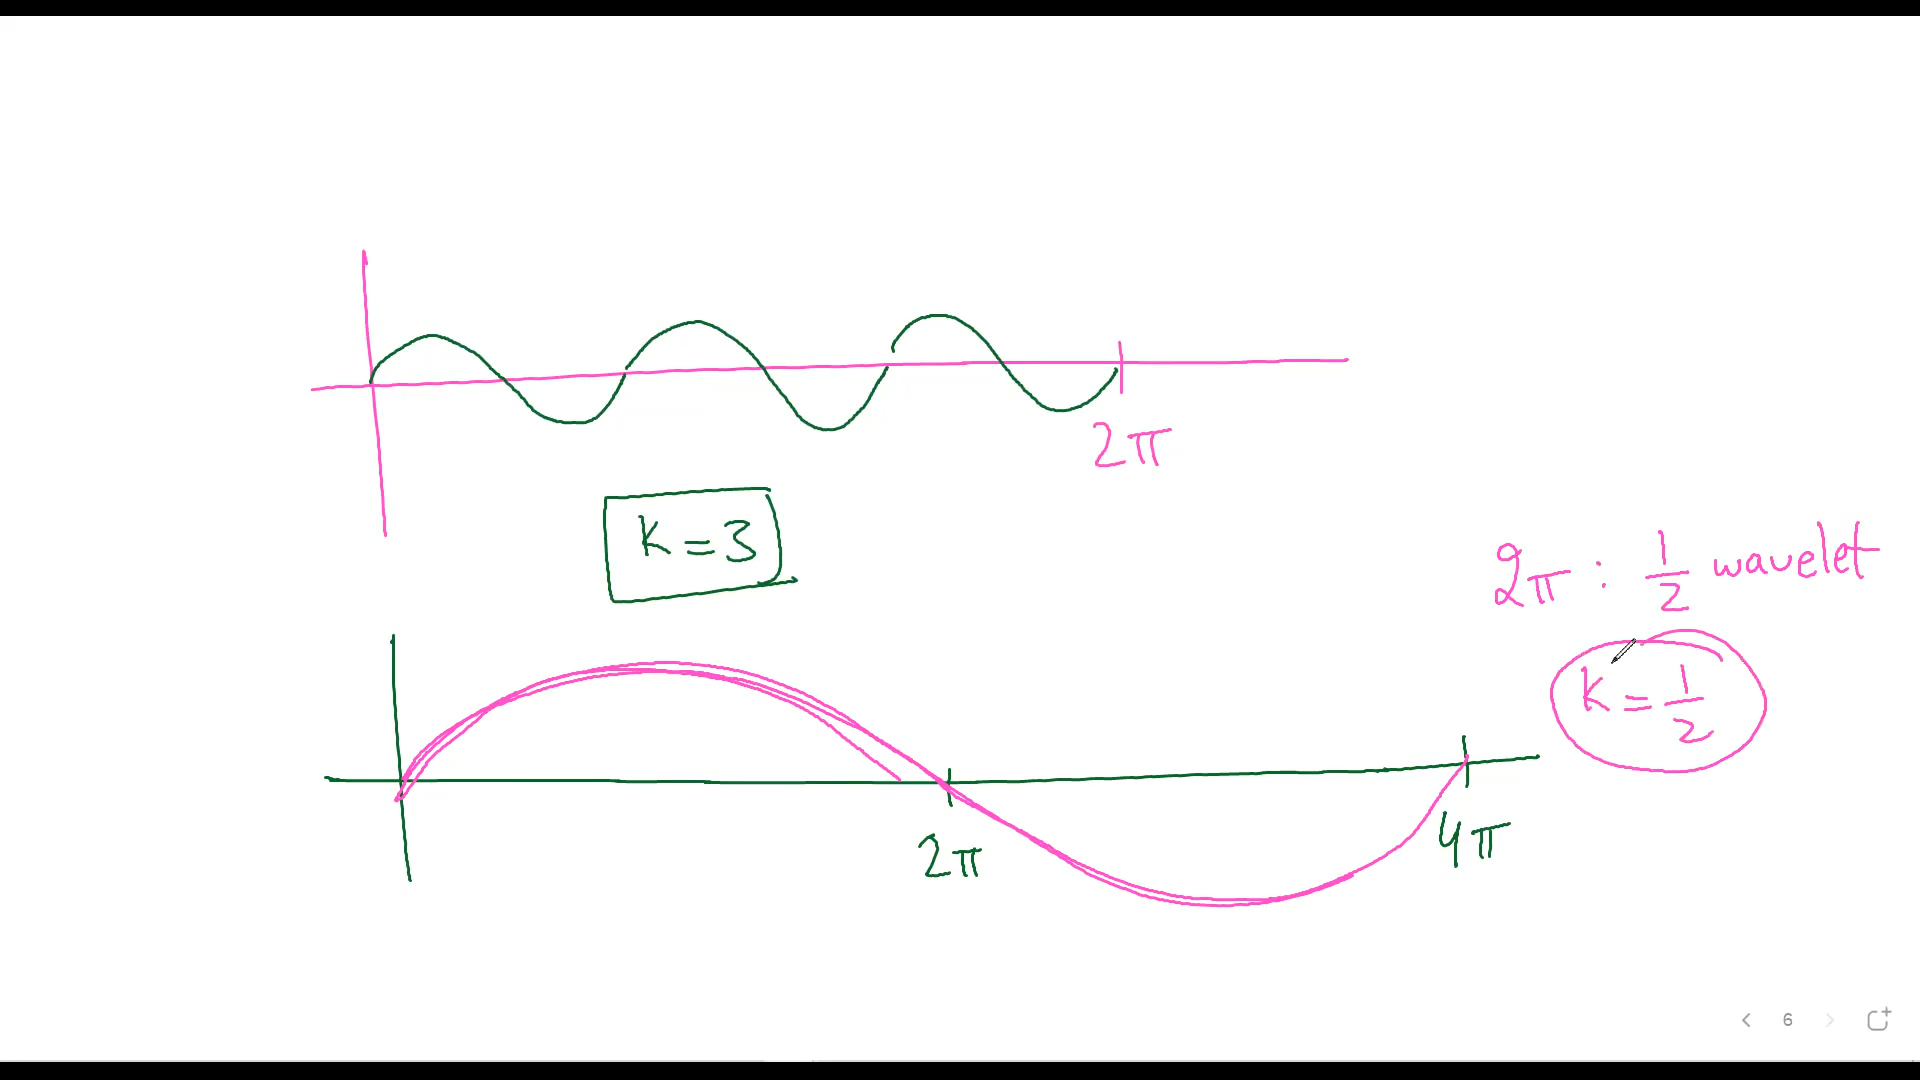 2π
k = 3
2π : 1/2 wavelet
k = 1/2
2π
4π
6